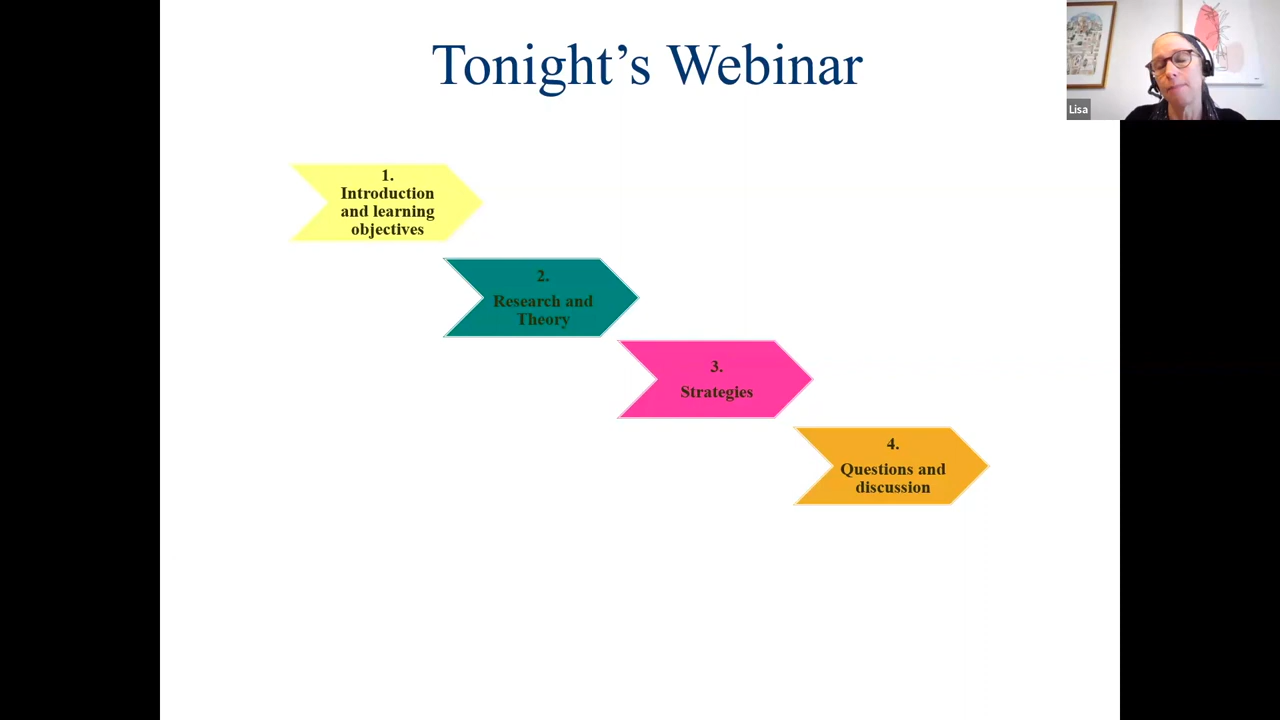 Tonight’s Webinar
Lisa
1.
Introduction
and learning
objectives
2.
Research and
Theory
3.
Strategies
4.
Questions and
discussion